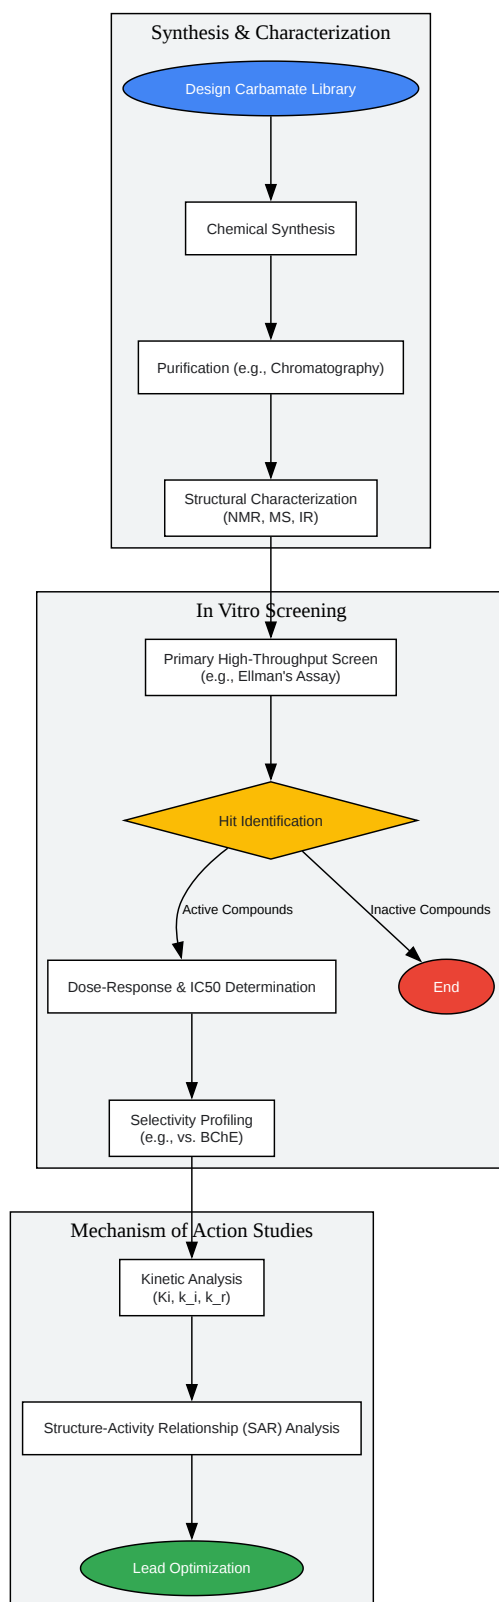 Synthesis & Characterization
Design Carbamate Library
Chemical Synthesis
Purification (e.g., Chromatography)
Structural Characterization
(NMR, MS, IR)
In Vitro Screening
Primary High-Throughput Screen
(e.g., Ellman's Assay)
Hit Identification
Active Compounds
Inactive Compounds
Dose-Response & IC50 Determination
End
Selectivity Profiling
(e.g., vs. BChE)
Mechanism of Action Studies
Kinetic Analysis
(Ki, k_i, k_r)
Structure-Activity Relationship (SAR) Analysis
Lead Optimization